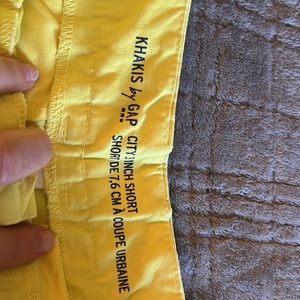 KHAKIS by GAP CITY 3 INCH SHORT
SHORT DE 7,6 CM À COUPE URBAINE